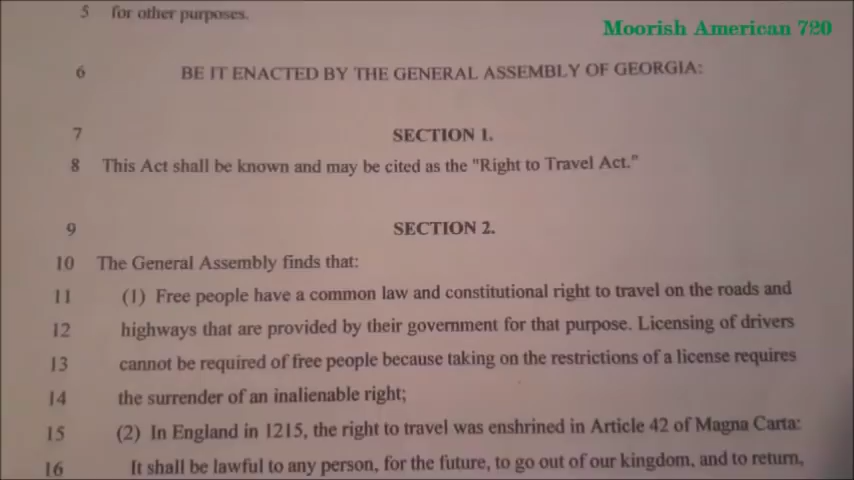 5 for other purposes.
Moorish American 720
6 BE IT ENACTED BY THE GENERAL ASSEMBLY OF GEORGIA:
7 SECTION 1.
8 This Act shall be known and may be cited as the "Right to Travel Act."
9 SECTION 2.
10 The General Assembly finds that:
11 (1) Free people have a common law and constitutional right to travel on the roads and
12 highways that are provided by their government for that purpose. Licensing of drivers
13 cannot be required of free people because taking on the restrictions of a license requires
14 the surrender of an inalienable right;
15 (2) In England in 1215, the right to travel was enshrined in Article 42 of Magna Carta:
16 It shall be lawful to any person, for the future, to go out of our kingdom, and to return,